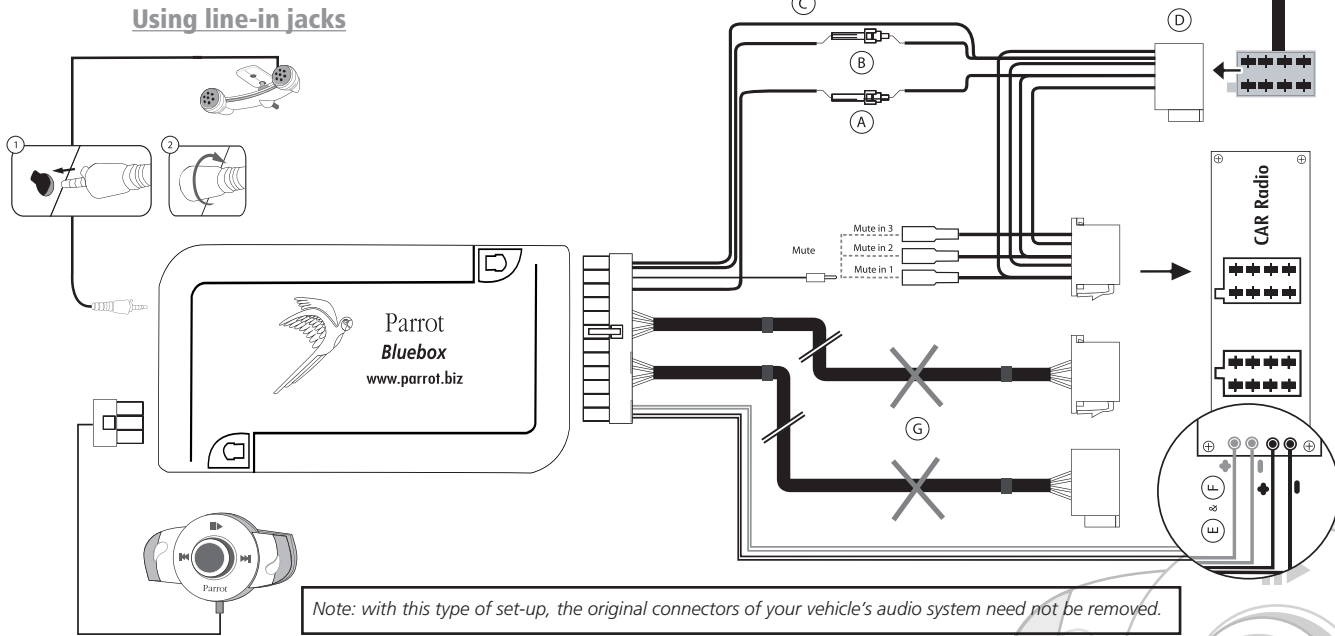 Using line-in jacks
C
D
B
A
1
2
CAR Radio
Mute in 3
Mute
Mute in 2
Mute in 1
Parrot
Bluebox
www.parrot.biz
G
E & F
Parrot
Note: with this type of set-up, the original connectors of your vehicle's audio system need not be removed.